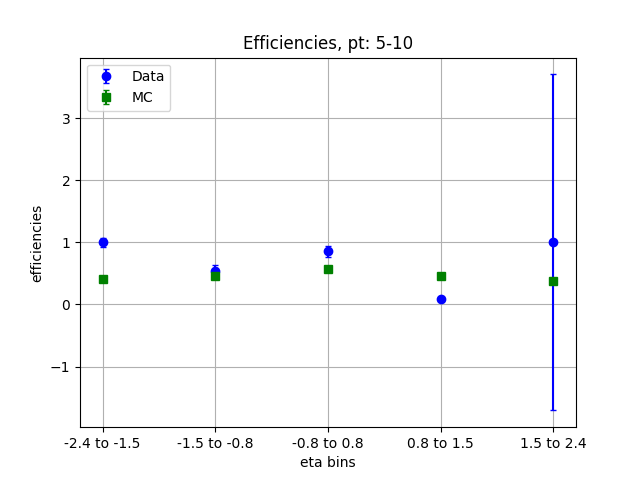 Efficiencies, pt: 5-10
Data
MC
efficiencies
3
2
1
0
−1
-2.4 to -1.5
-1.5 to -0.8
-0.8 to 0.8
0.8 to 1.5
1.5 to 2.4
eta bins